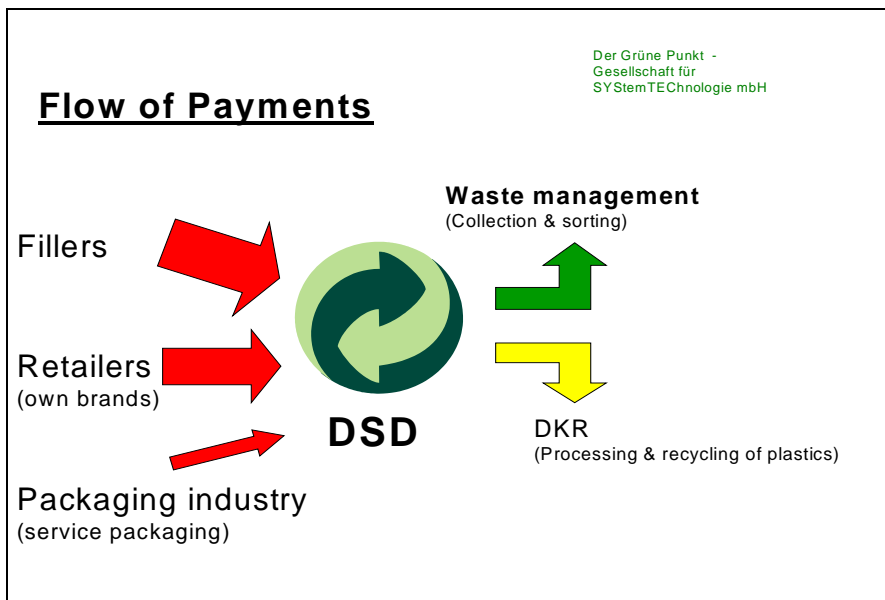 Der Grüne Punkt -
Gesellschaft für
SYStemTEChnologie mbH
Flow of Payments
Waste management
(Collection & sorting)
Fillers
Retailers
(own brands)
DSD
DKR
(Processing & recycling of plastics)
Packaging industry
(service packaging)